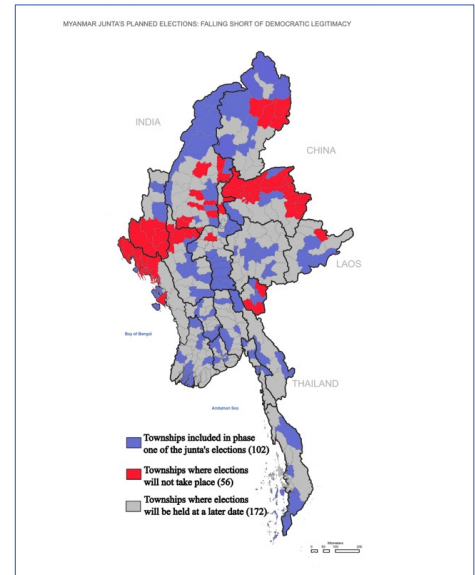 MYANMAR JUNTA'S PLANNED ELECTIONS: FALLING SHORT OF DEMOCRATIC LEGITIMACY
INDIA
CHINA
LAOS
Bay of Bengal
THAILAND
Andaman Sea
Townships included in phase
one of the junta's elections (102)
Townships where elections
will not take place (56)
Townships where elections
will be held at a later date (172)
Kilometers